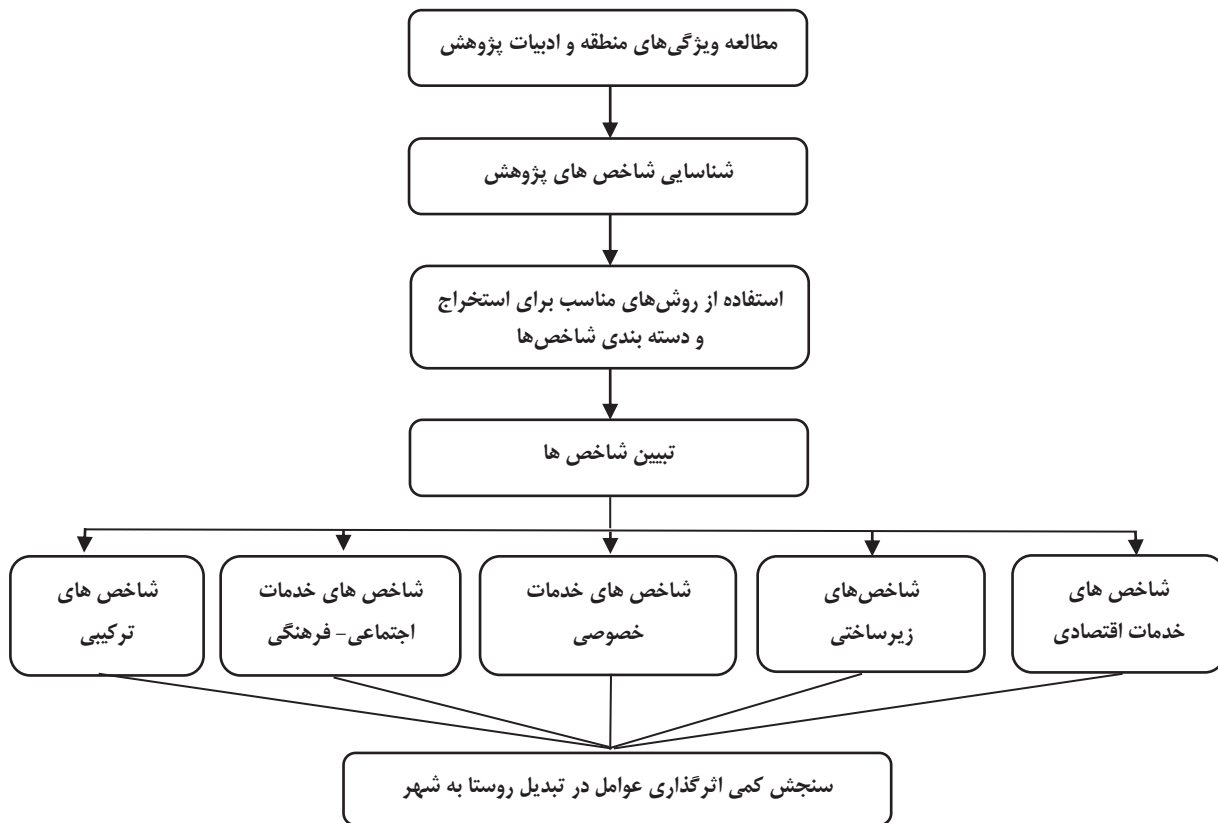 مطالعه ویژگی‌های منطقه و ادبیات پژوهش
شناسایی شاخص های پژوهش
استفاده از روش‌های مناسب برای استخراج
و دسته بندی شاخص‌ها
تبیین شاخص ها
شاخص های
خدمات اقتصادی
شاخص‌های
زیرساختی
شاخص های خدمات
خصوصی
شاخص های خدمات
اجتماعی- فرهنگی
شاخص های
ترکیبی
سنجش کمی اثرگذاری عوامل در تبدیل روستا به شهر